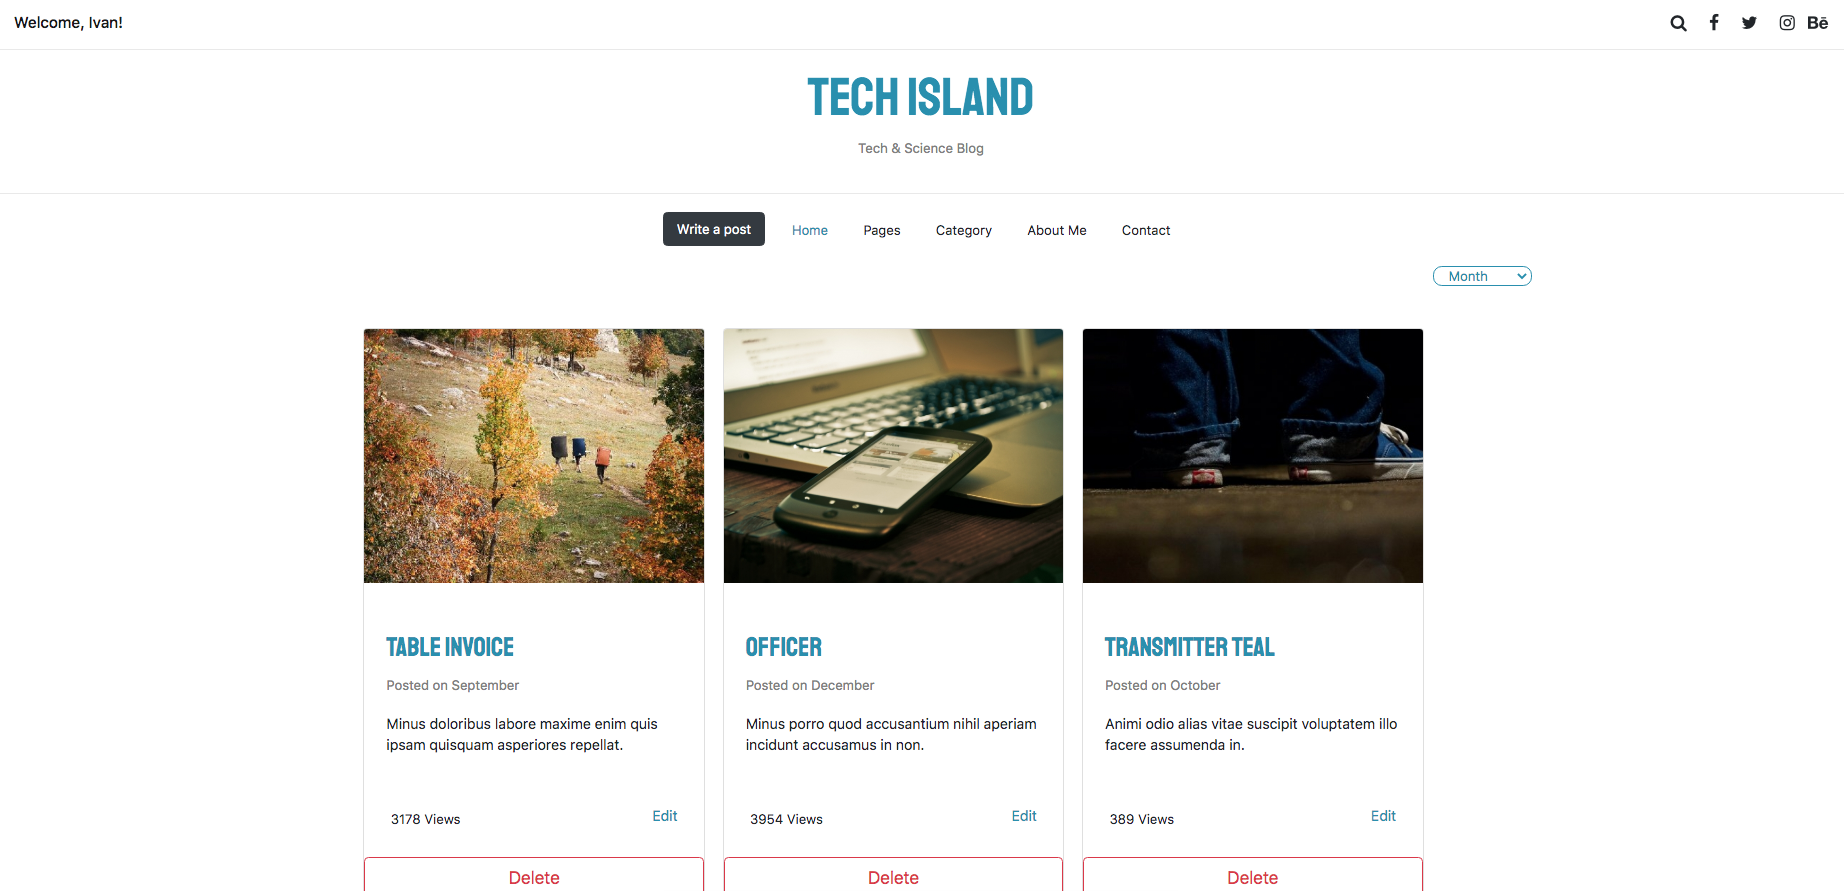 Welcome, Ivan!
Bē
TECH ISLAND
Tech & Science Blog
Write a post Home Pages Category About Me Contact
Month
TABLE INVOICE
Posted on September
Minus doloribus labore maxime enim quis
ipsam quisquam asperiores repellat.
3178 Views Edit
Delete
OFFICER
Posted on December
Minus porro quod accusantium nihil aperiam
incidunt accusamus in non.
3954 Views Edit
Delete
TRANSMITTER TEAL
Posted on October
Animi odio alias vitae suscipit voluptatem illo
facere assumenda in.
389 Views Edit
Delete